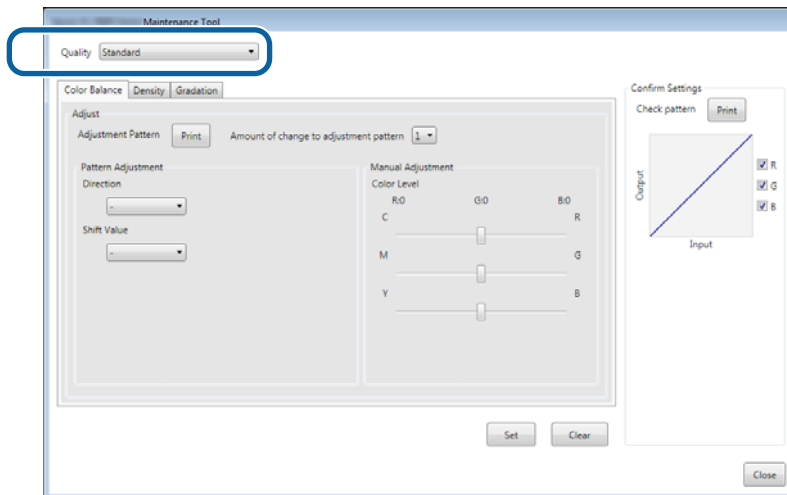 Maintenance Tool
Quality Standard
Color Balance Density Gradation
Adjust
Adjustment Pattern Print Amount of change to adjustment pattern 1
Pattern Adjustment
Direction
-
Shift Value
-
Manual Adjustment
Color Level
R:0 G:0 B:0
C R
M G
Y B
Set Clear
Confirm Settings
Check pattern Print
Output
R
G
B
Input
Close